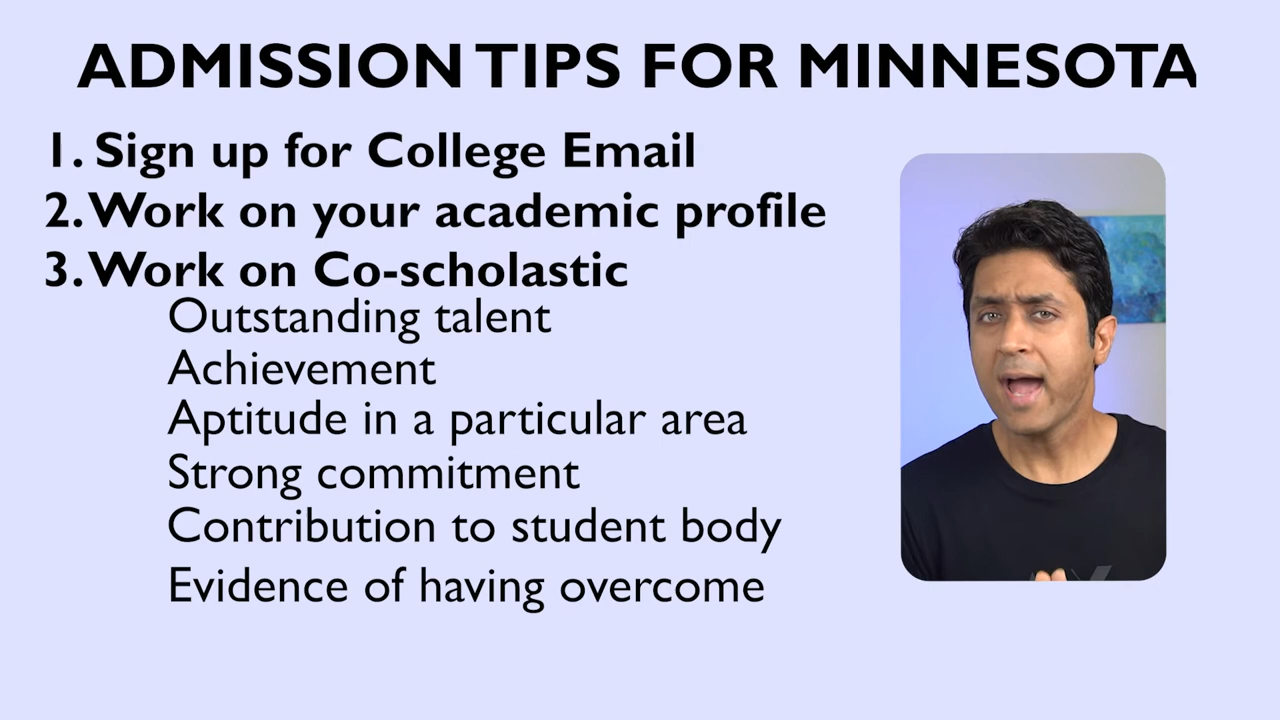 ADMISSION TIPS FOR MINNESOTA
1. Sign up for College Email
2. Work on your academic profile
3. Work on Co-scholastic
Outstanding talent
Achievement
Aptitude in a particular area
Strong commitment
Contribution to student body
Evidence of having overcome